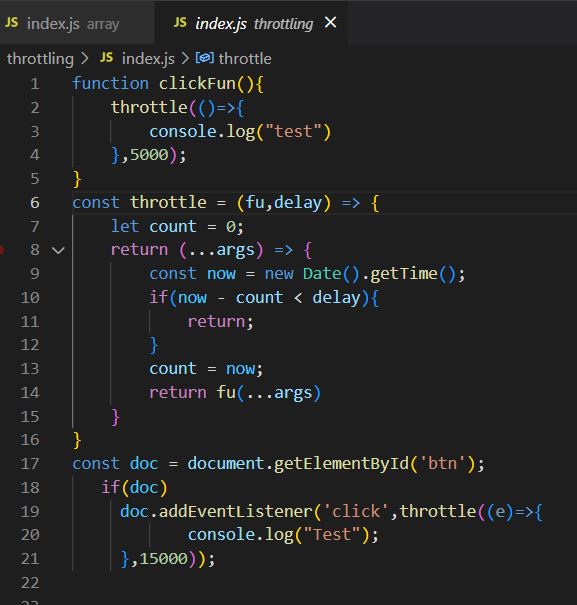 JS index.js array JS index.js throttling ×
throttling > JS index.js > throttle
1 function clickFun(){
2     throttle(()=>{
3         console.log("test")
4     },5000);
5 }
6 const throttle = (fu,delay) => {
7     let count = 0;
8     return (...args) => {
9         const now = new Date().getTime();
10         if(now - count < delay){
11             return;
12         }
13         count = now;
14         return fu(...args)
15     }
16 }
17 const doc = document.getElementById('btn');
18    if(doc)
19      doc.addEventListener('click',throttle((e)=>{
20             console.log("Test");
21      },15000));
22
23